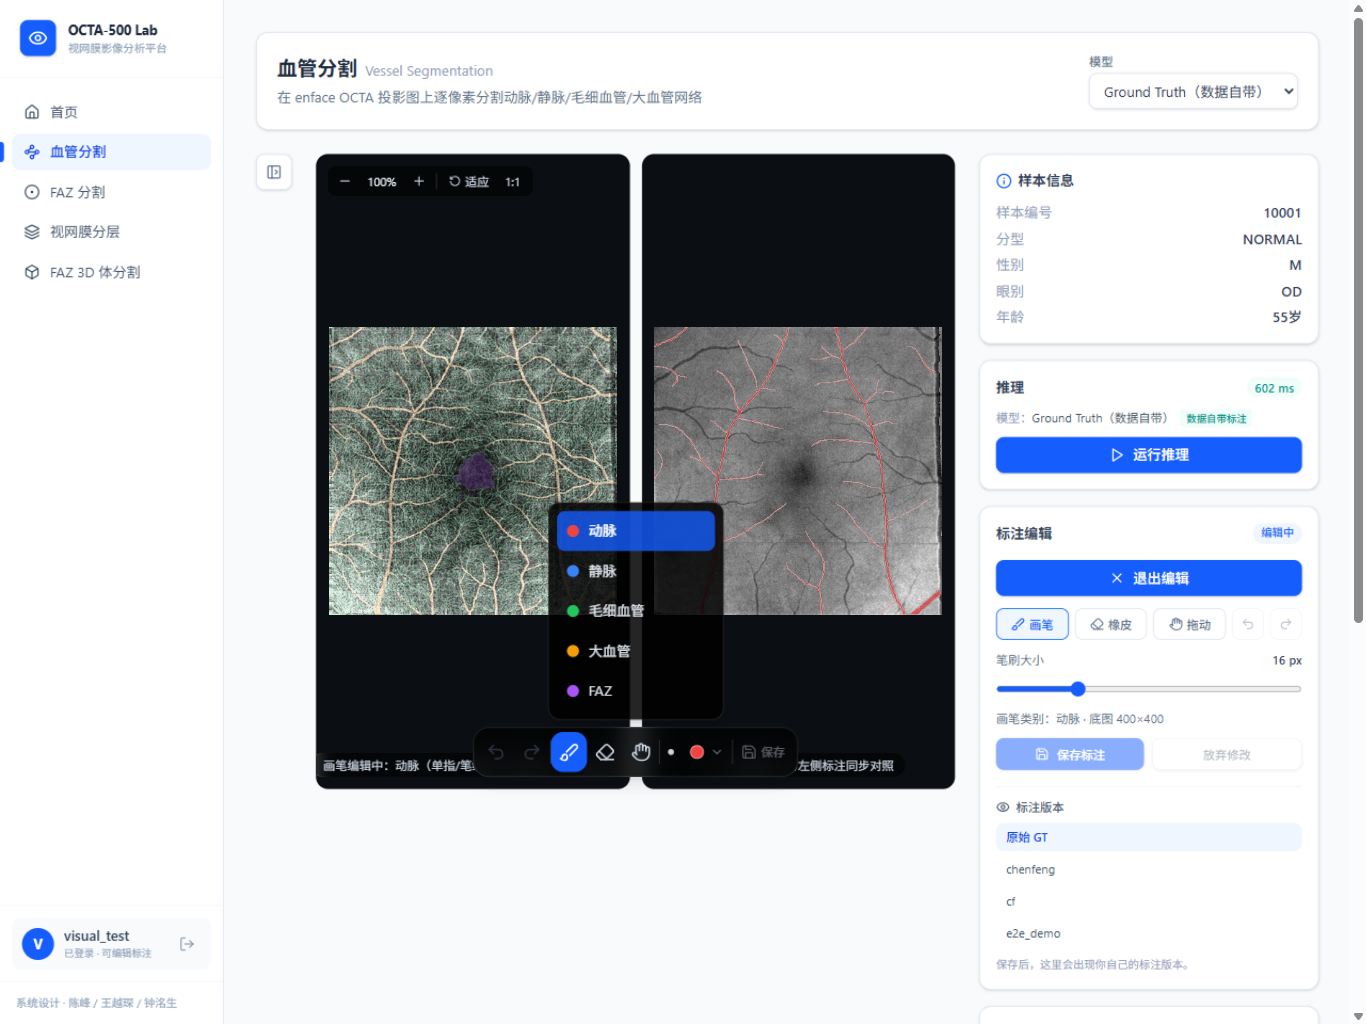 OCTA-500 Lab
视网膜影像分析平台
首页
血管分割
FAZ 分割
视网膜分层
FAZ 3D 体分割
V
visual_test
已登录 · 可编辑标注
系统设计 · 陈峰 / 王越琛 / 钟洺生
血管分割 Vessel Segmentation
在 enface OCTA 投影图上逐像素分割动脉/静脉/毛细血管/大血管网络
模型
Ground Truth（数据自带）
100%
适应
1:1
动脉
静脉
毛细血管
大血管
FAZ
画笔编辑中：动脉（单指/笔
保存
左侧标注同步对照
样本信息
样本编号 10001
分型 NORMAL
性别 M
眼别 OD
年龄 55岁
推理 602 ms
模型：Ground Truth（数据自带） 数据自带标注
运行推理
标注编辑 编辑中
退出编辑
画笔 橡皮 拖动
笔刷大小 16 px
画笔类别：动脉 · 底图 400×400
保存标注 放弃修改
标注版本
原始 GT
chenfeng
cf
e2e_demo
保存后，这里会出现你自己的标注版本。